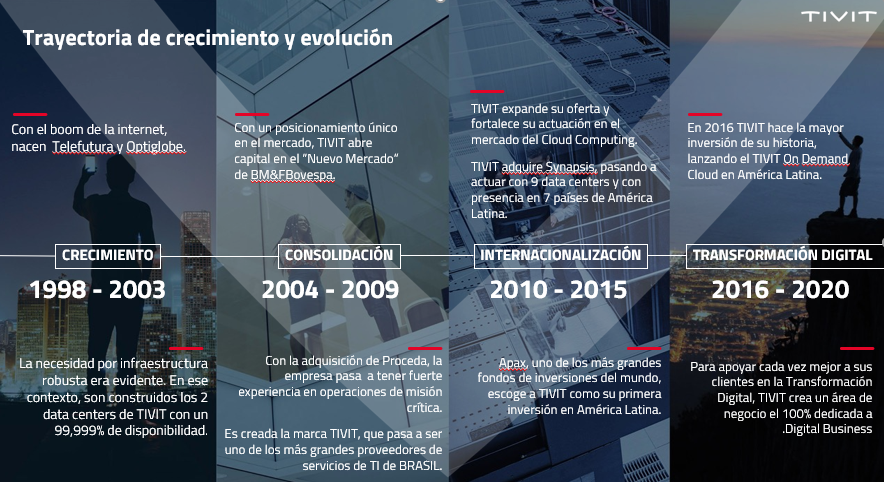 TIVIT
Trayectoria de crecimiento y evolución
Con el boom de la internet,
nacen Telefutura y Optiglobe.
CRECIMIENTO
1998 - 2003
La necesidad por infraestructura
robusta era evidente. En ese
contexto, son construidos los 2
data centers de TIVIT con un
99,999% de disponibilidad.
Con un posicionamiento único
en el mercado, TIVIT abre
capital en el “Nuevo Mercado”
de BM&FBovespa.
CONSOLIDACIÓN
2004 - 2009
Con la adquisición de Proceda, la
empresa pasa a tener fuerte
experiencia en operaciones de misión
crítica.
Es creada la marca TIVIT, que pasa a ser
uno de los más grandes proveedores de
servicios de TI de BRASIL.
TIVIT expande su oferta y
fortalece su actuación en el
mercado del Cloud Computing.
TIVIT adquire Synapsis, pasando a
actuar con 9 data centers y con
presencia en 7 países de América
Latina.
INTERNACIONALIZACIÓN
2010 - 2015
Apax, uno de los más grandes
fondos de inversiones del mundo,
escoge a TIVIT como su primera
inversión en América Latina.
En 2016 TIVIT hace la mayor
inversión de su historia,
lanzando el TIVIT On Demand
Cloud en América Latina.
TRANSFORMACIÓN DIGITAL
2016 - 2020
Para apoyar cada vez mejor a sus
clientes en la Transformación
Digital, TIVIT crea un área de
negocio el 100% dedicada a
.Digital Business